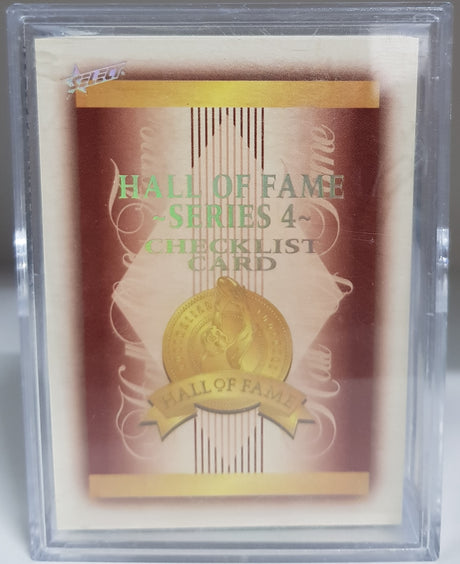 SELECT
HALL OF FAME
~SERIES 4~
CHECKLIST
CARD
HALL OF FAME